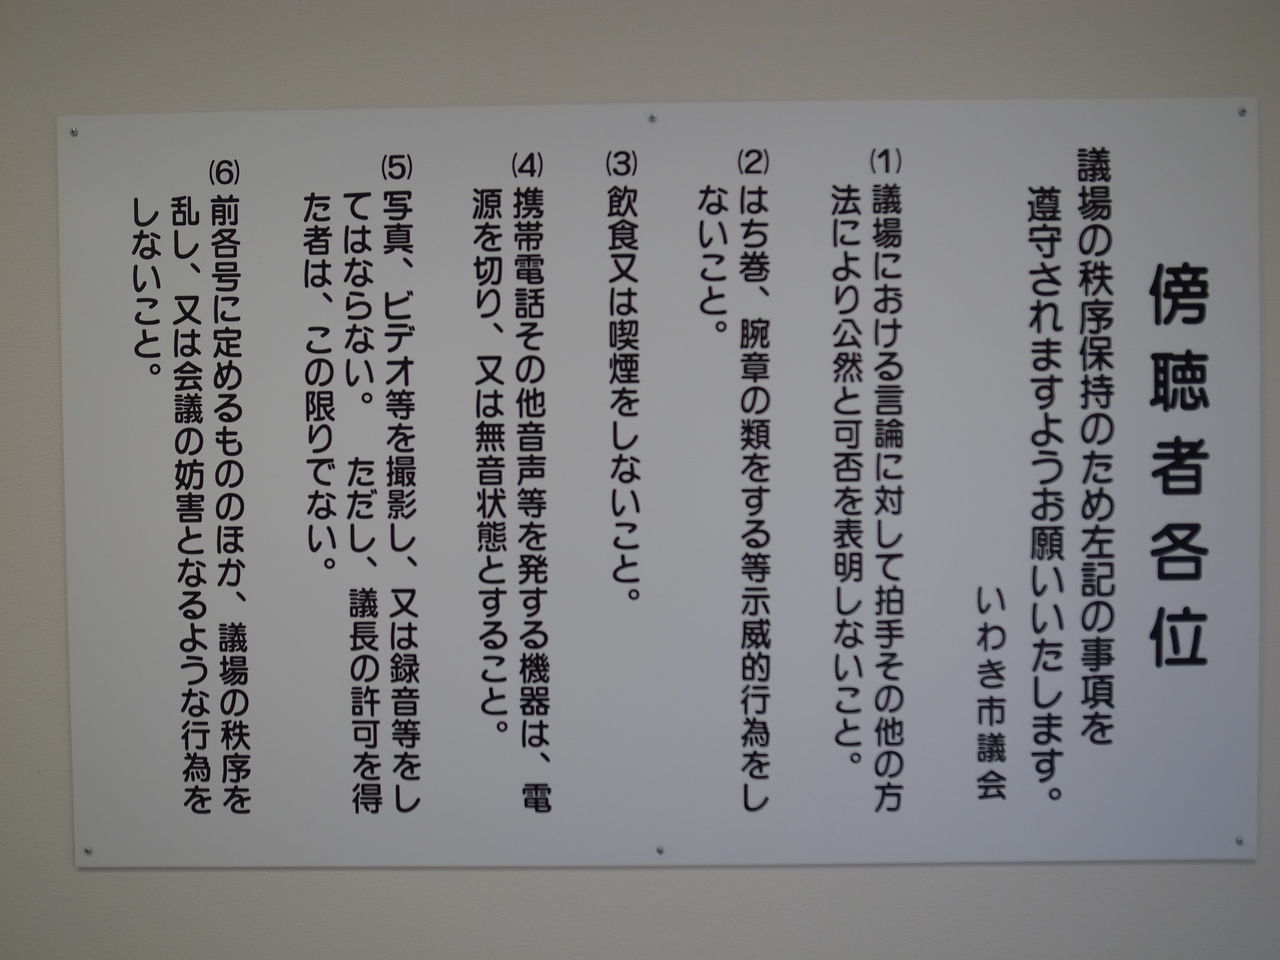 傍聴者各位
議場の秩序保持のため左記の事項を
遵守されますようお願いいたします。
いわき市議会
(1) 議場における言論に対して拍手その他の方
法により公然と可否を表明しないこと。
(2) はち巻、腕章の類をする等示威的行為をし
ないこと。
(3) 飲食又は喫煙をしないこと。
(4) 携帯電話その他音声等を発する機器は、電
源を切り、又は無音状態とすること。
(5) 写真、ビデオ等を撮影し、又は録音等をし
てはならない。 ただし、議長の許可を得
た者は、この限りでない。
(6) 前各号に定めるもののほか、議場の秩序を
乱し、又は会議の妨害となるような行為を
しないこと。